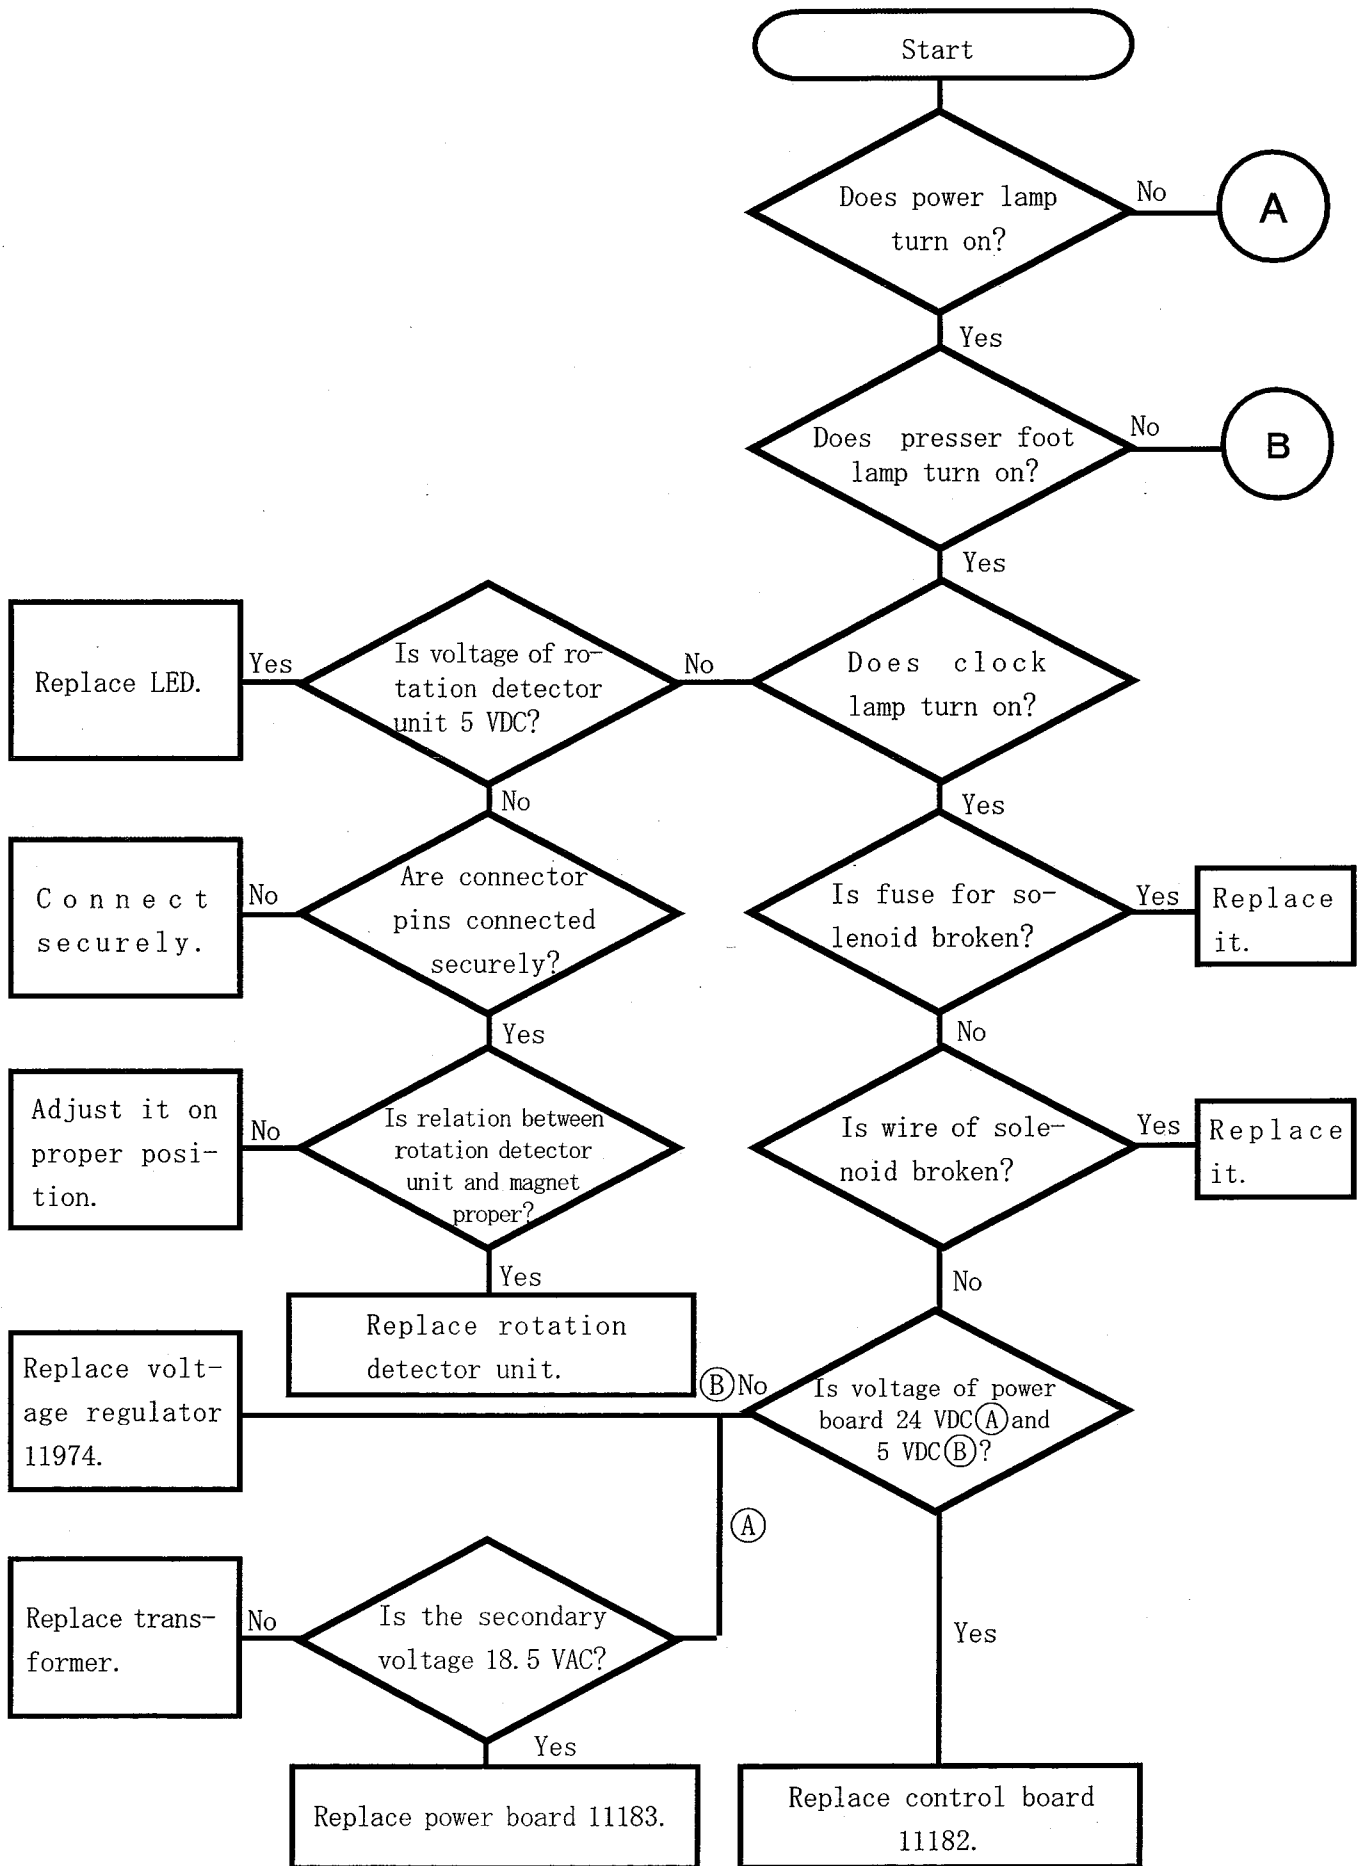 Start
Does power lamp
turn on?
No
A
Yes
Does presser foot
lamp turn on?
No
B
Yes
Does clock
lamp turn on?
No
Is voltage of ro-
tation detector
unit 5 VDC?
Yes
Replace LED.
No
Are connector
pins connected
securely?
No
Connect
securely.
Yes
Is relation between
rotation detector
unit and magnet
proper?
No
Adjust it on
proper posi-
tion.
Yes
Replace rotation
detector unit.
Yes
Is fuse for so-
lenoid broken?
Yes
Replace
it.
No
Is wire of sole-
noid broken?
Yes
Replace
it.
No
Is voltage of power
board 24 VDCⒶand
5 VDCⒷ?
ⒷNo
Replace volt-
age regulator
11974.
Ⓐ
Is the secondary
voltage 18.5 VAC?
No
Replace trans-
former.
Yes
Replace power board 11183.
Yes
Replace control board
11182.